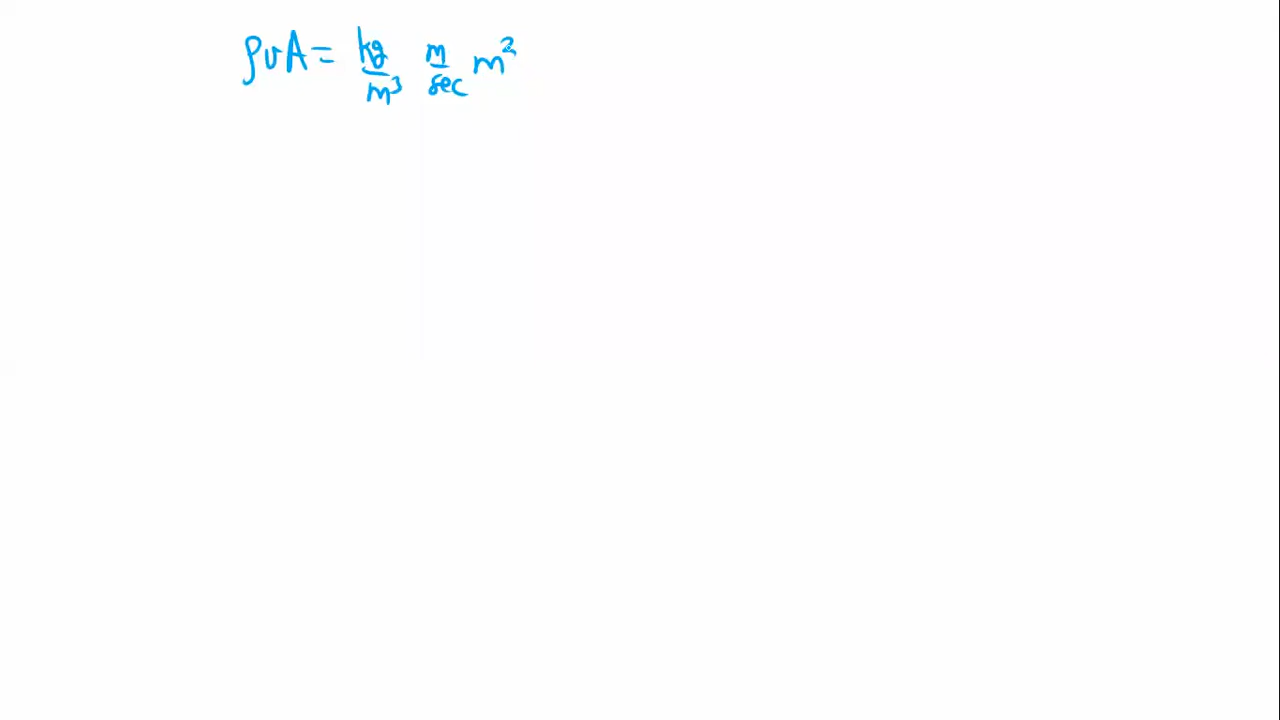 ρvA = kg/m³ m/sec m²